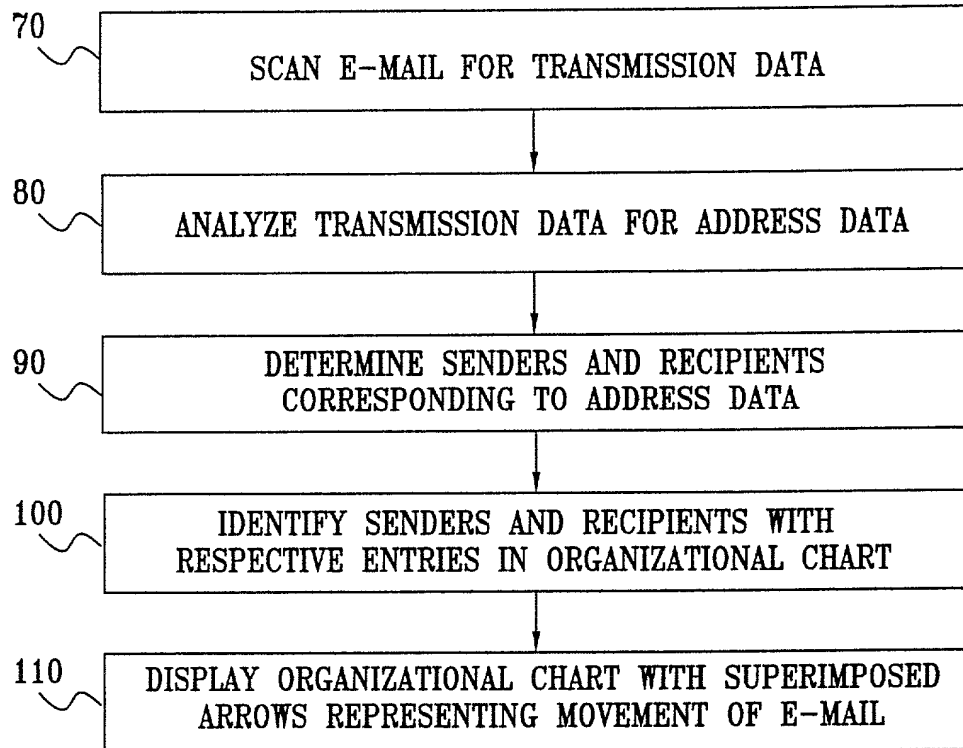 70
SCAN E-MAIL FOR TRANSMISSION DATA
80
ANALYZE TRANSMISSION DATA FOR ADDRESS DATA
90
DETERMINE SENDERS AND RECIPIENTS
CORRESPONDING TO ADDRESS DATA
100
IDENTIFY SENDERS AND RECIPIENTS WITH
RESPECTIVE ENTRIES IN ORGANIZATIONAL CHART
110
DISPLAY ORGANIZATIONAL CHART WITH SUPERIMPOSED
ARROWS REPRESENTING MOVEMENT OF E-MAIL